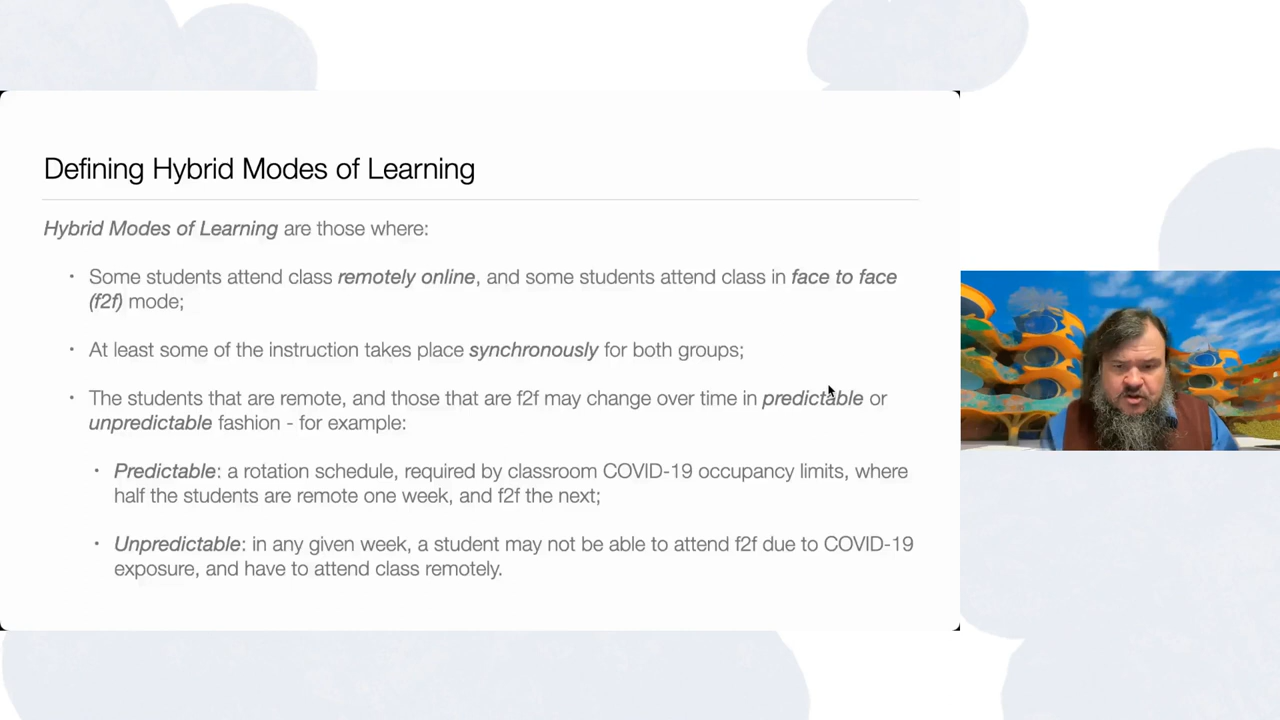 Defining Hybrid Modes of Learning
Hybrid Modes of Learning are those where:
• Some students attend class remotely online, and some students attend class in face to face
(f2f) mode;
• At least some of the instruction takes place synchronously for both groups;
• The students that are remote, and those that are f2f may change over time in predictable or
unpredictable fashion - for example:
• Predictable: a rotation schedule, required by classroom COVID-19 occupancy limits, where
half the students are remote one week, and f2f the next;
• Unpredictable: in any given week, a student may not be able to attend f2f due to COVID-19
exposure, and have to attend class remotely.